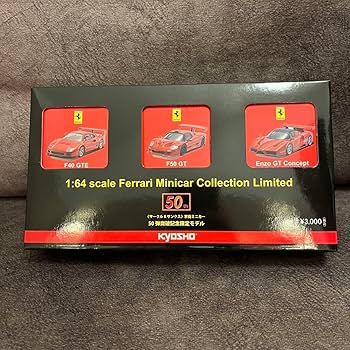 F40 GTE
F50 GT
Enzo GT Concept
1:64 scale Ferrari Minicar Collection Limited
50
《サークルKサンクス》京商ミニカー
50弾突破記念限定モデル
KYOSHO
¥3,000